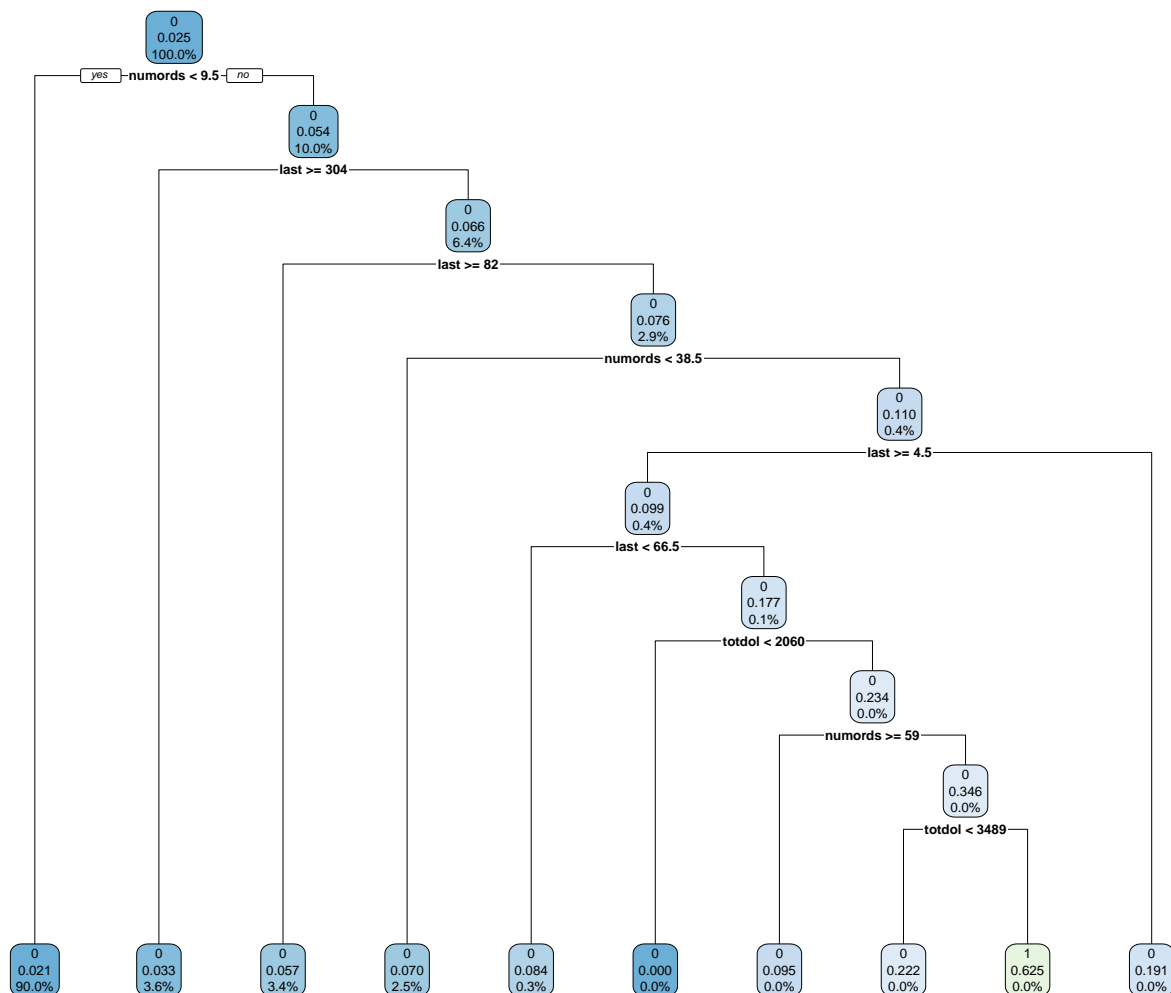 0
0.025
100.0%
yes numords < 9.5 no
0
0.054
10.0%
last >= 304
0
0.066
6.4%
last >= 82
0
0.076
2.9%
numords < 38.5
0
0.110
0.4%
last >= 4.5
0
0.099
0.4%
last < 66.5
0
0.177
0.1%
totdol < 2060
0
0.234
0.0%
numords >= 59
0
0.346
0.0%
totdol < 3489
0 0 0 0 0 0 0 0 1 0
0.021 0.033 0.057 0.070 0.084 0.000 0.095 0.222 0.625 0.191
90.0% 3.6% 3.4% 2.5% 0.3% 0.0% 0.0% 0.0% 0.0% 0.0%